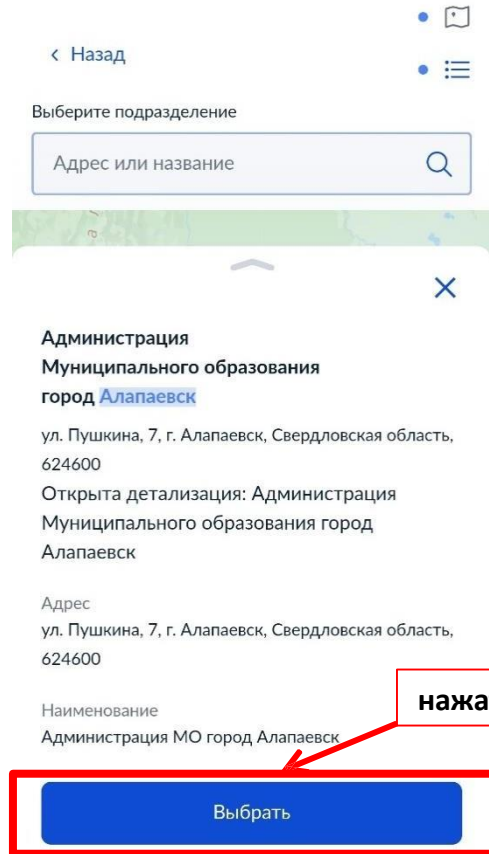 Назад
Выберите подразделение
Адрес или название
Администрация
Муниципального образования
город Алапаевск
ул. Пушкина, 7, г. Алапаевск, Свердловская область,
624600
Открыта детализация: Администрация
Муниципального образования город
Алапаевск
Адрес
ул. Пушкина, 7, г. Алапаевск, Свердловская область,
624600
нажа
Наименование
Администрация МО город Алапаевск
Выбрать